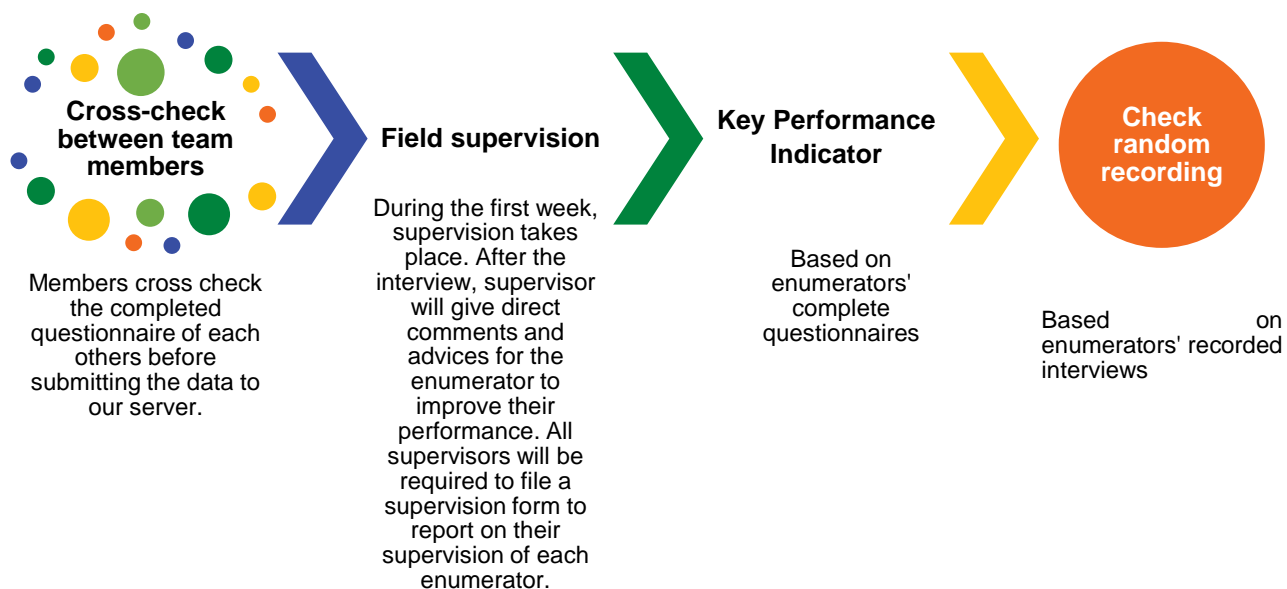 Cross-check
between team
members
Members cross check
the completed
questionnaire of each
others before
submitting the data to
our server.
Field supervision
During the first week,
supervision takes
place. After the
interview, supervisor
will give direct
comments and
advices for the
enumerator to
improve their
performance. All
supervisors will be
required to file a
supervision form to
report on their
supervision of each
enumerator.
Key Performance
Indicator
Based on
enumerators'
complete
questionnaires
Check
random
recording
Based on
enumerators' recorded
interviews